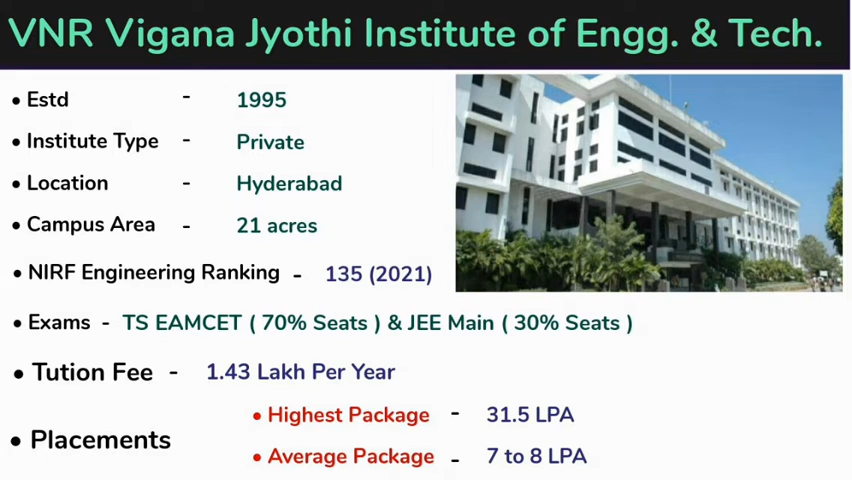 VNR Vigana Jyothi Institute of Engg. & Tech.
• Estd - 1995
• Institute Type - Private
• Location - Hyderabad
• Campus Area - 21 acres
• NIRF Engineering Ranking - 135 (2021)
• Exams - TS EAMCET ( 70% Seats ) & JEE Main ( 30% Seats )
• Tution Fee - 1.43 Lakh Per Year
• Highest Package - 31.5 LPA
• Placements
• Average Package - 7 to 8 LPA